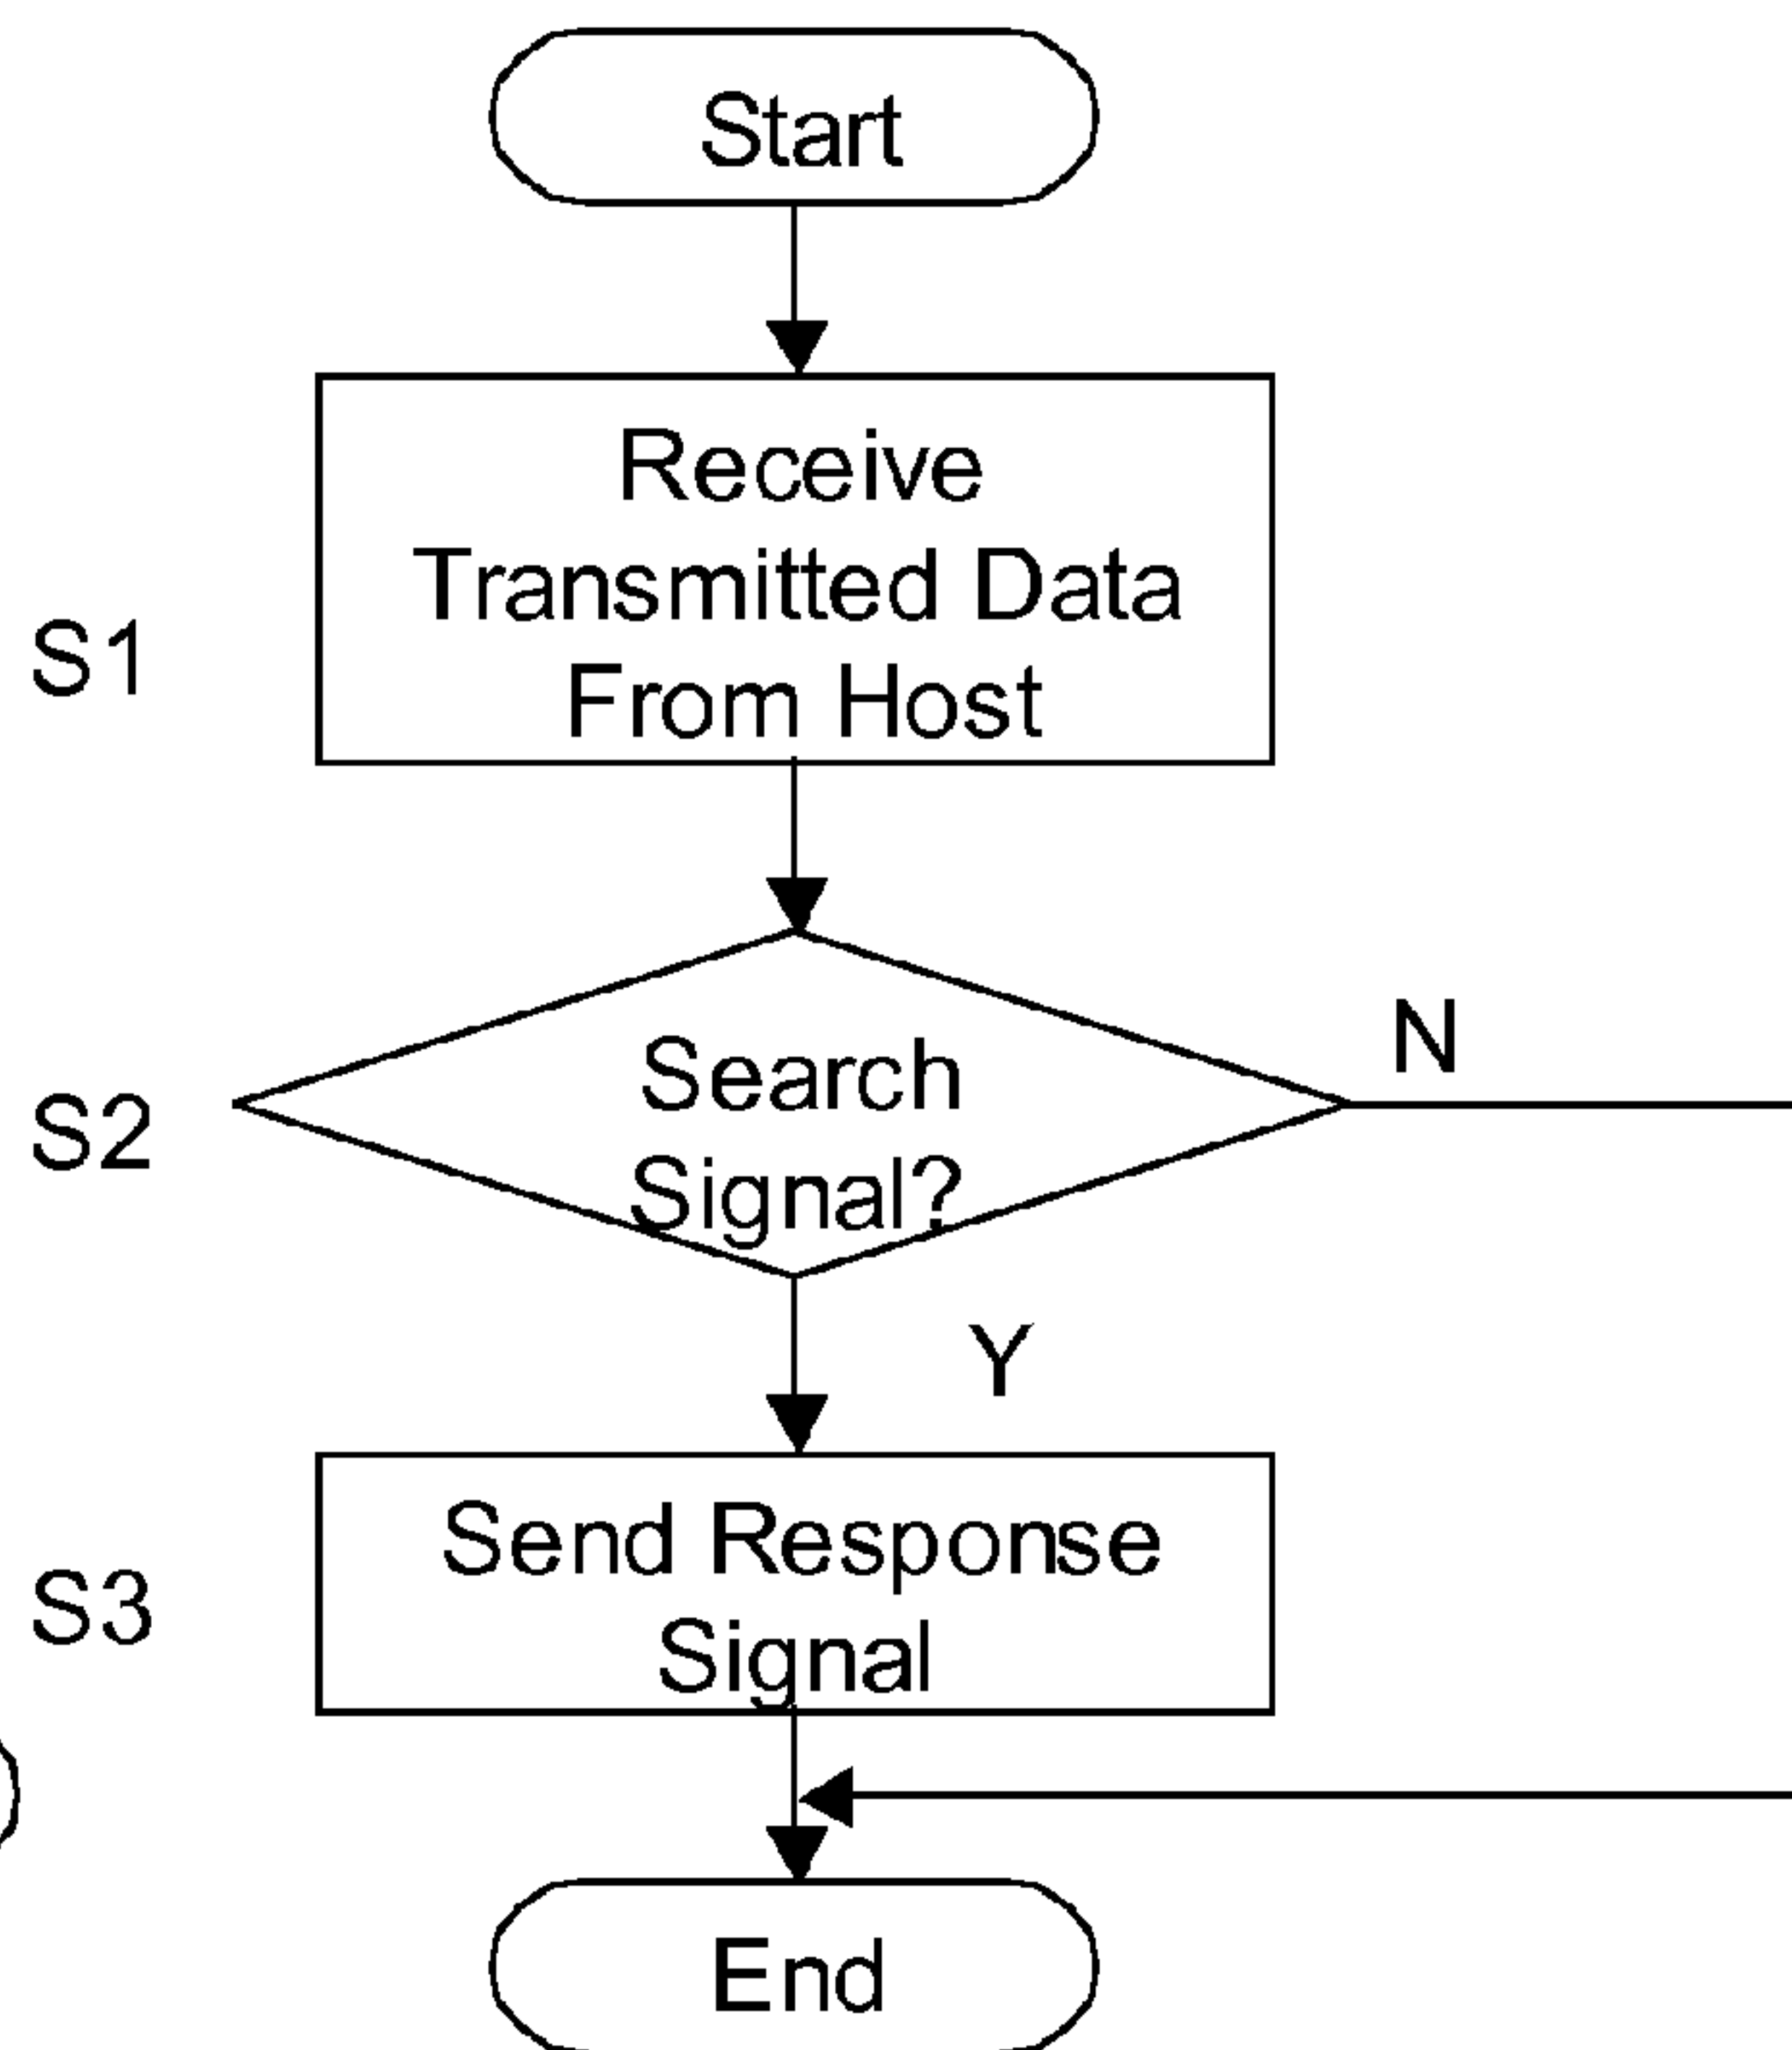 Start
Receive
Transmitted Data
From Host
S1
Search
Signal?
N
S2
Y
Send Response
Signal
S3
End